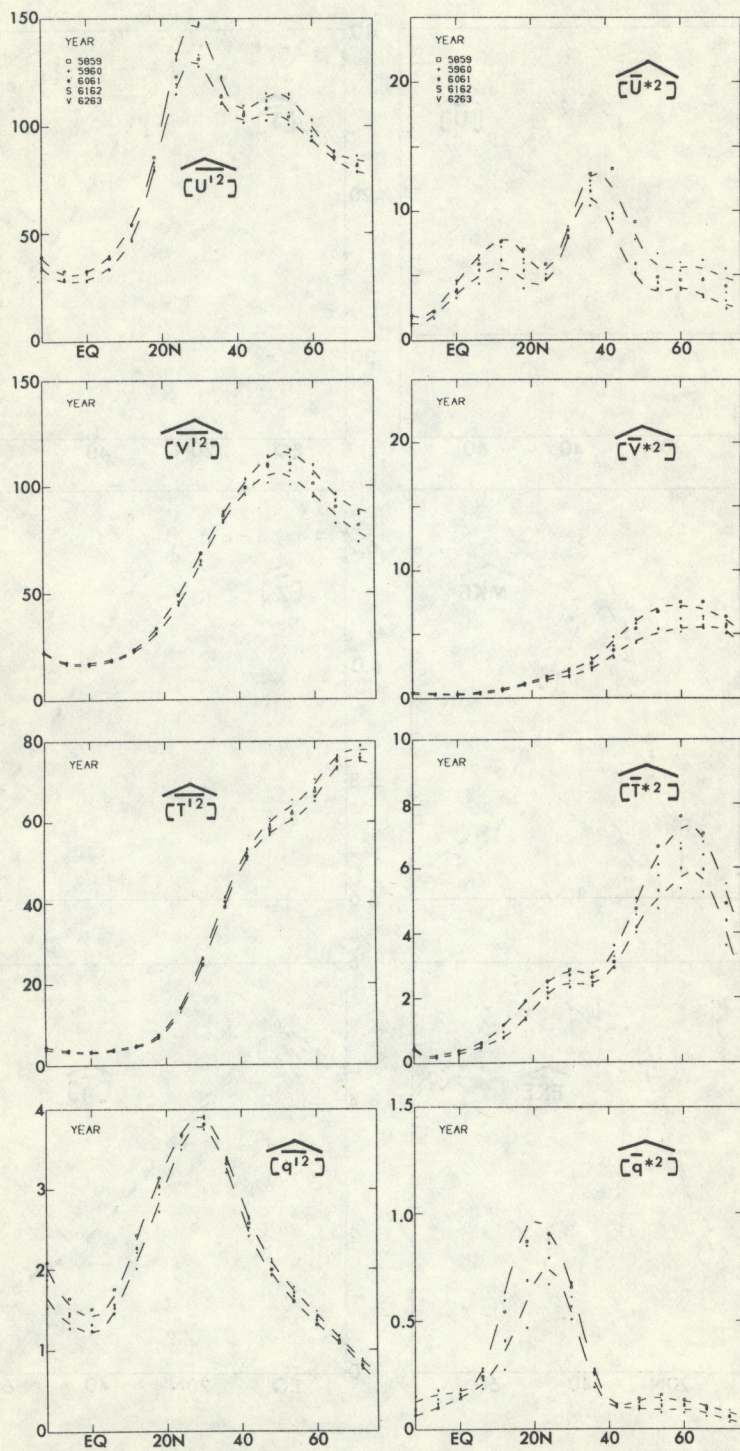 150
YEAR
□ 5859
+ 5960
* 6061
S 6162
V 6263
100
[U'²]
50
0
EQ 20N 40 60
YEAR
□ 5859
+ 5960
* 6061
S 6162
V 6263
[Ū*²]
20
10
0
EQ 20N 40 60
150
YEAR
[V'²]
100
50
0
YEAR
[V̄*²]
20
10
0
80
YEAR
[T'²]
60
40
20
0
10
YEAR
[T̄*²]
8
6
4
2
0
4
YEAR
[q'²]
3
2
1
0
EQ 20N 40 60
1.5
YEAR
[q̄*²]
1.0
0.5
0
EQ 20N 40 60